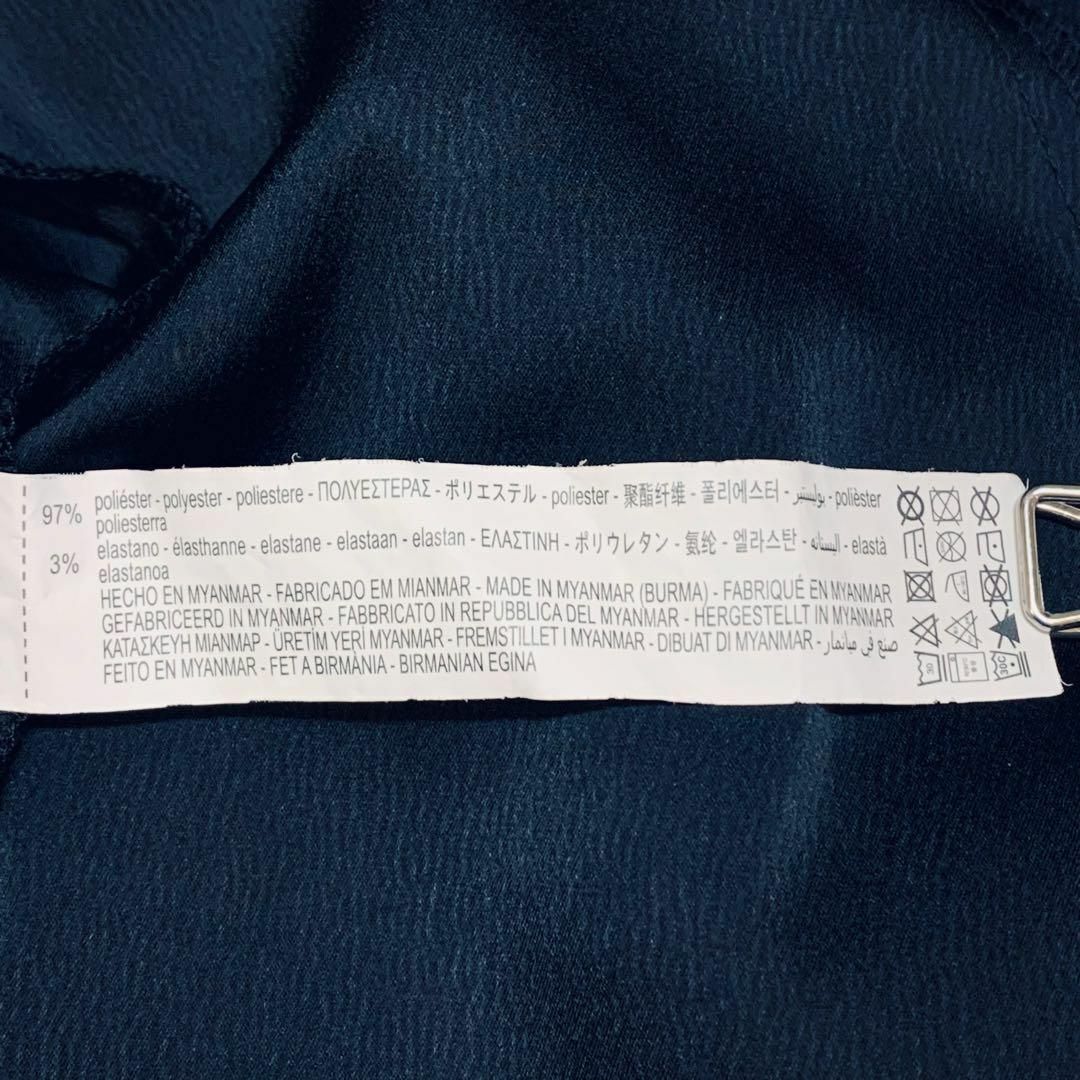 97% poliéster - polyester - poliestere - ΠΟΛΥΕΣΤΕΡΑΣ - ポリエステル - poliester - 聚酯纤维 - 폴리에스터 - بوليستير - polièster
poliesterra
3% elastano - élasthanne - elastane - elastaan - elastan - ΕΛΑΣΤΙΝΗ - ポリウレタン - 氨纶 - 엘라스탄 - البستانه - elastà
elastanoa
HECHO EN MYANMAR - FABRICADO EM MIANMAR - MADE IN MYANMAR (BURMA) - FABRIQUÉ EN MYANMAR
GEFABRICEERD IN MYANMAR - FABBRICATO IN REPUBBLICA DEL MYANMAR - HERGESTELLT IN MYANMAR
ΚΑΤΑΣΚΕΥΗ ΜΙΑΝΜΑΡ - ÜRETİM YERİ MYANMAR - FREMSTILLET I MYANMAR - DIBUAT DI MYANMAR - صنع في ميانمار
FEITO EN MYANMAR - FET A BIRMÀNIA - BIRMANIAN EGINA
30 30C